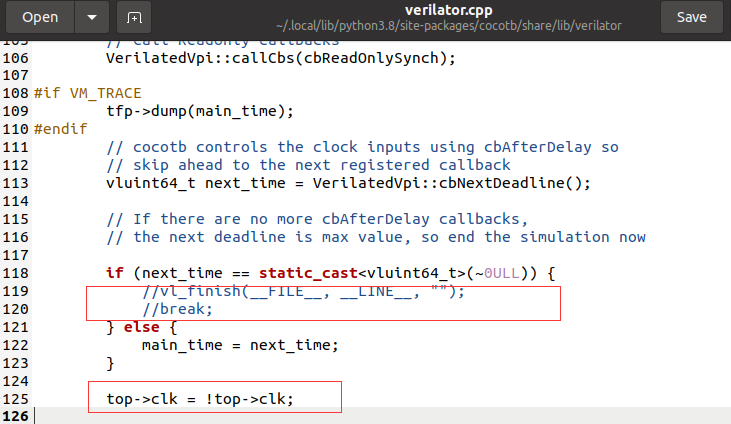 Open
verilator.cpp
~/.local/lib/python3.8/site-packages/cocotb/share/lib/verilator
Save
105 // Call ReadOnly callbacks
106 VerilatedVpi::callCbs(cbReadOnlySynch);
107
108 #if VM_TRACE
109 tfp->dump(main_time);
110 #endif
111 // cocotb controls the clock inputs using cbAfterDelay so
112 // skip ahead to the next registered callback
113 vluint64_t next_time = VerilatedVpi::cbNextDeadline();
114
115 // If there are no more cbAfterDelay callbacks,
116 // the next deadline is max value, so end the simulation now
117
118 if (next_time == static_cast<vluint64_t>(~0ULL)) {
119 //vl_finish(__FILE__, __LINE__, "");
120 //break;
121 } else {
122 main_time = next_time;
123 }
124
125 top->clk = !top->clk;
126